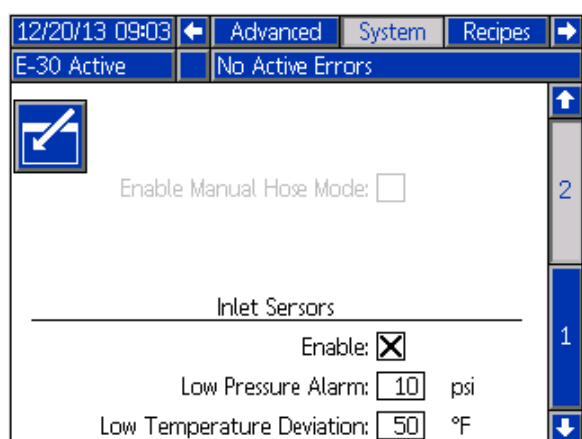 12/20/13 09:03 Advanced System Recipes
E-30 Active No Active Errors
Enable Manual Hose Mode:
2
Inlet Sersors
Enable:
1
Low Pressure Alarm: 10 psi
Low Temperature Deviation: 50 °F